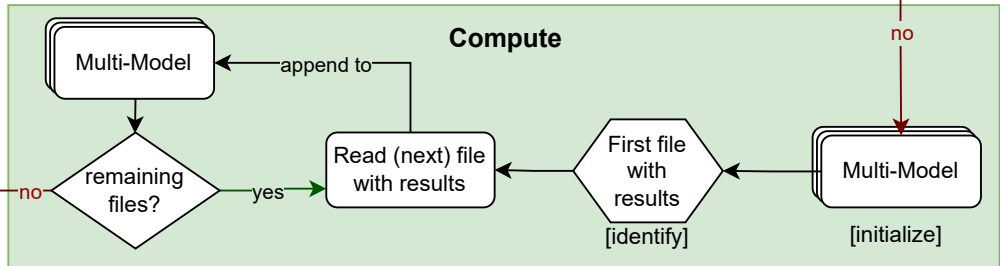 Compute
no
Multi-Model
append to
remaining
files?
no
yes
Read (next) file
with results
First file
with
results
[identify]
Multi-Model
[initialize]